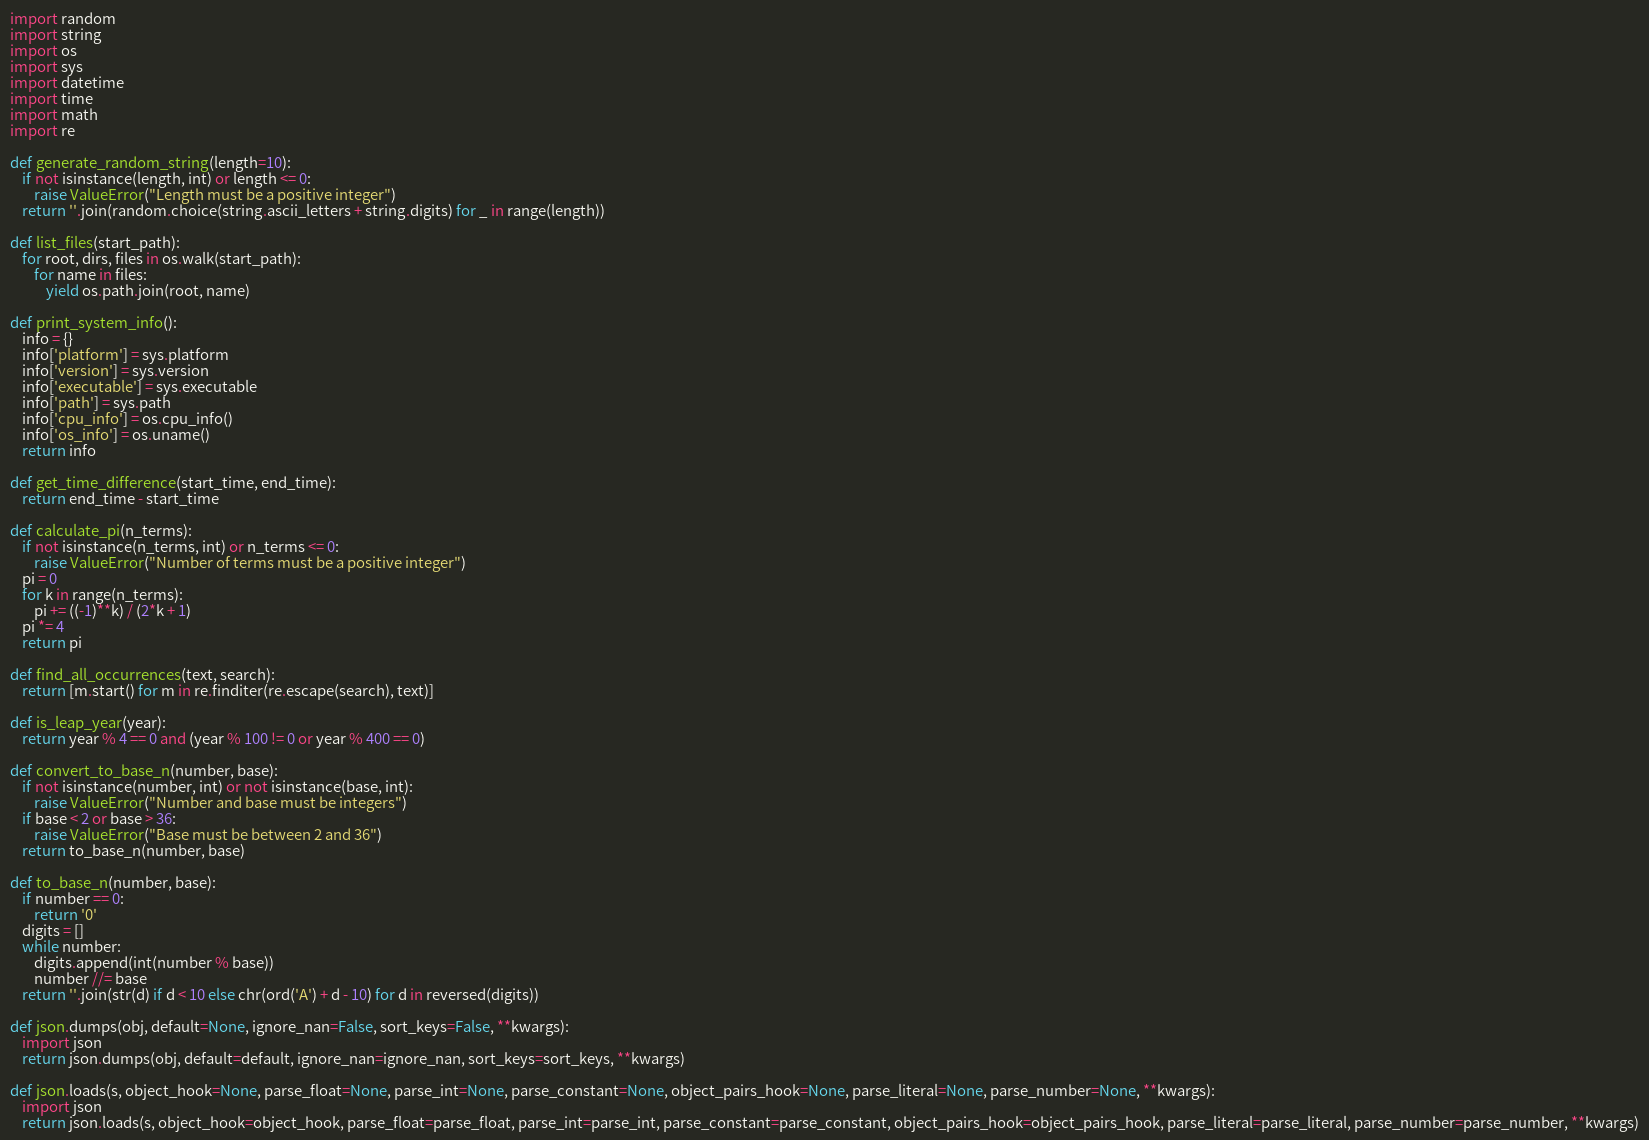 import random
import string
import os
import sys
import datetime
import time
import math
import re

def generate_random_string(length=10):
    if not isinstance(length, int) or length <= 0:
        raise ValueError("Length must be a positive integer")
    return ''.join(random.choice(string.ascii_letters + string.digits) for _ in range(length))

def list_files(start_path):
    for root, dirs, files in os.walk(start_path):
        for name in files:
            yield os.path.join(root, name)

def print_system_info():
    info = {}
    info['platform'] = sys.platform
    info['version'] = sys.version
    info['executable'] = sys.executable
    info['path'] = sys.path
    info['cpu_info'] = os.cpu_info()
    info['os_info'] = os.uname()
    return info

def get_time_difference(start_time, end_time):
    return end_time - start_time

def calculate_pi(n_terms):
    if not isinstance(n_terms, int) or n_terms <= 0:
        raise ValueError("Number of terms must be a positive integer")
    pi = 0
    for k in range(n_terms):
        pi += ((-1)**k) / (2*k + 1)
    pi *= 4
    return pi

def find_all_occurrences(text, search):
    return [m.start() for m in re.finditer(re.escape(search), text)]

def is_leap_year(year):
    return year % 4 == 0 and (year % 100 != 0 or year % 400 == 0)

def convert_to_base_n(number, base):
    if not isinstance(number, int) or not isinstance(base, int):
        raise ValueError("Number and base must be integers")
    if base < 2 or base > 36:
        raise ValueError("Base must be between 2 and 36")
    return to_base_n(number, base)

def to_base_n(number, base):
    if number == 0:
        return '0'
    digits = []
    while number:
        digits.append(int(number % base))
        number //= base
    return ''.join(str(d) if d < 10 else chr(ord('A') + d - 10) for d in reversed(digits))

def json.dumps(obj, default=None, ignore_nan=False, sort_keys=False, **kwargs):
    import json
    return json.dumps(obj, default=default, ignore_nan=ignore_nan, sort_keys=sort_keys, **kwargs)

def json.loads(s, object_hook=None, parse_float=None, parse_int=None, parse_constant=None, object_pairs_hook=None, parse_literal=None, parse_number=None, **kwargs):
    import json
    return json.loads(s, object_hook=object_hook, parse_float=parse_float, parse_int=parse_int, parse_constant=parse_constant, object_pairs_hook=object_pairs_hook, parse_literal=parse_literal, parse_number=parse_number, **kwargs)